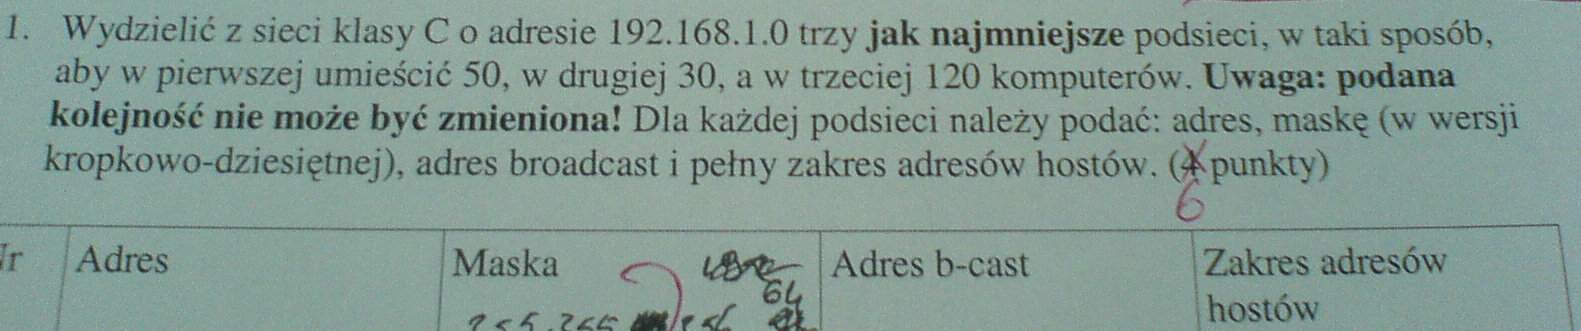 1. Wydzielić z sieci klasy C o adresie 192.168.1.0 trzy jak najmniejsze podsieci, w taki sposób,
aby w pierwszej umieścić 50, w drugiej 30, a w trzeciej 120 komputerów. Uwaga: podana
kolejność nie może być zmieniona! Dla każdej podsieci należy podać: adres, maskę (w wersji
kropkowo-dziesiętnej), adres broadcast i pełny zakres adresów hostów. (4 punkty)
6
Nr Adres Maska Adres b-cast Zakres adresów
64 hostów
255.255